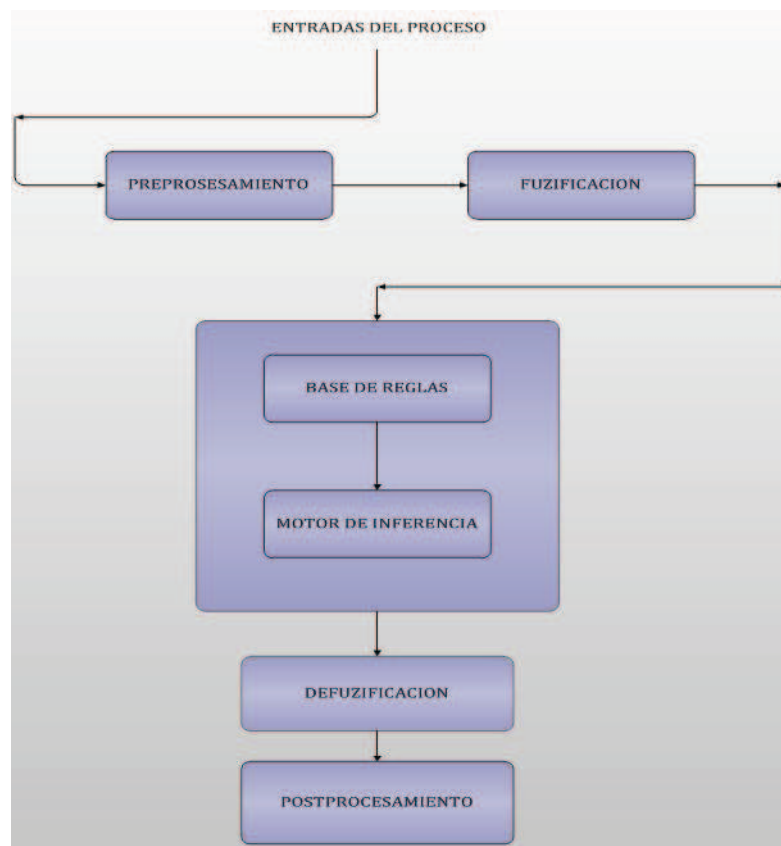 ENTRADAS DEL PROCESO
PREPROSESAMIENTO
FUZIFICACION
BASE DE REGLAS
MOTOR DE INFERENCIA
DEFUZIFICACION
POSTPROCESAMIENTO